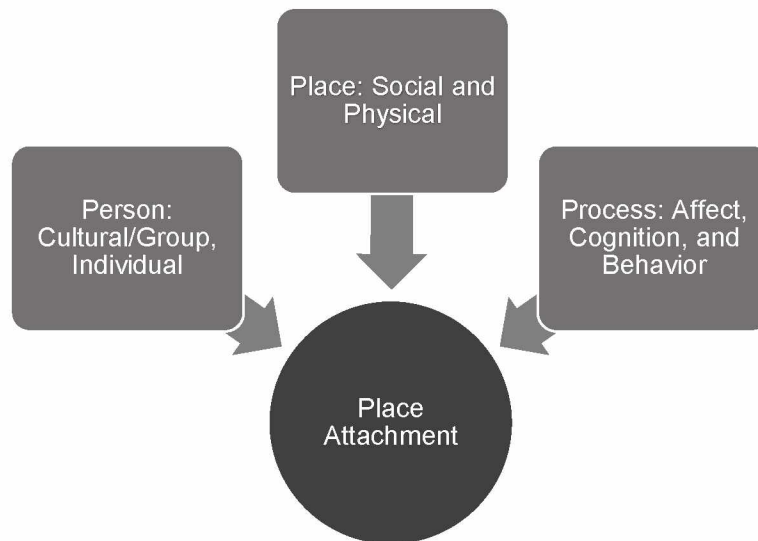 Place: Social and
Physical
Person:
Cultural/Group,
Individual
Process: Affect,
Cognition, and
Behavior
Place
Attachment